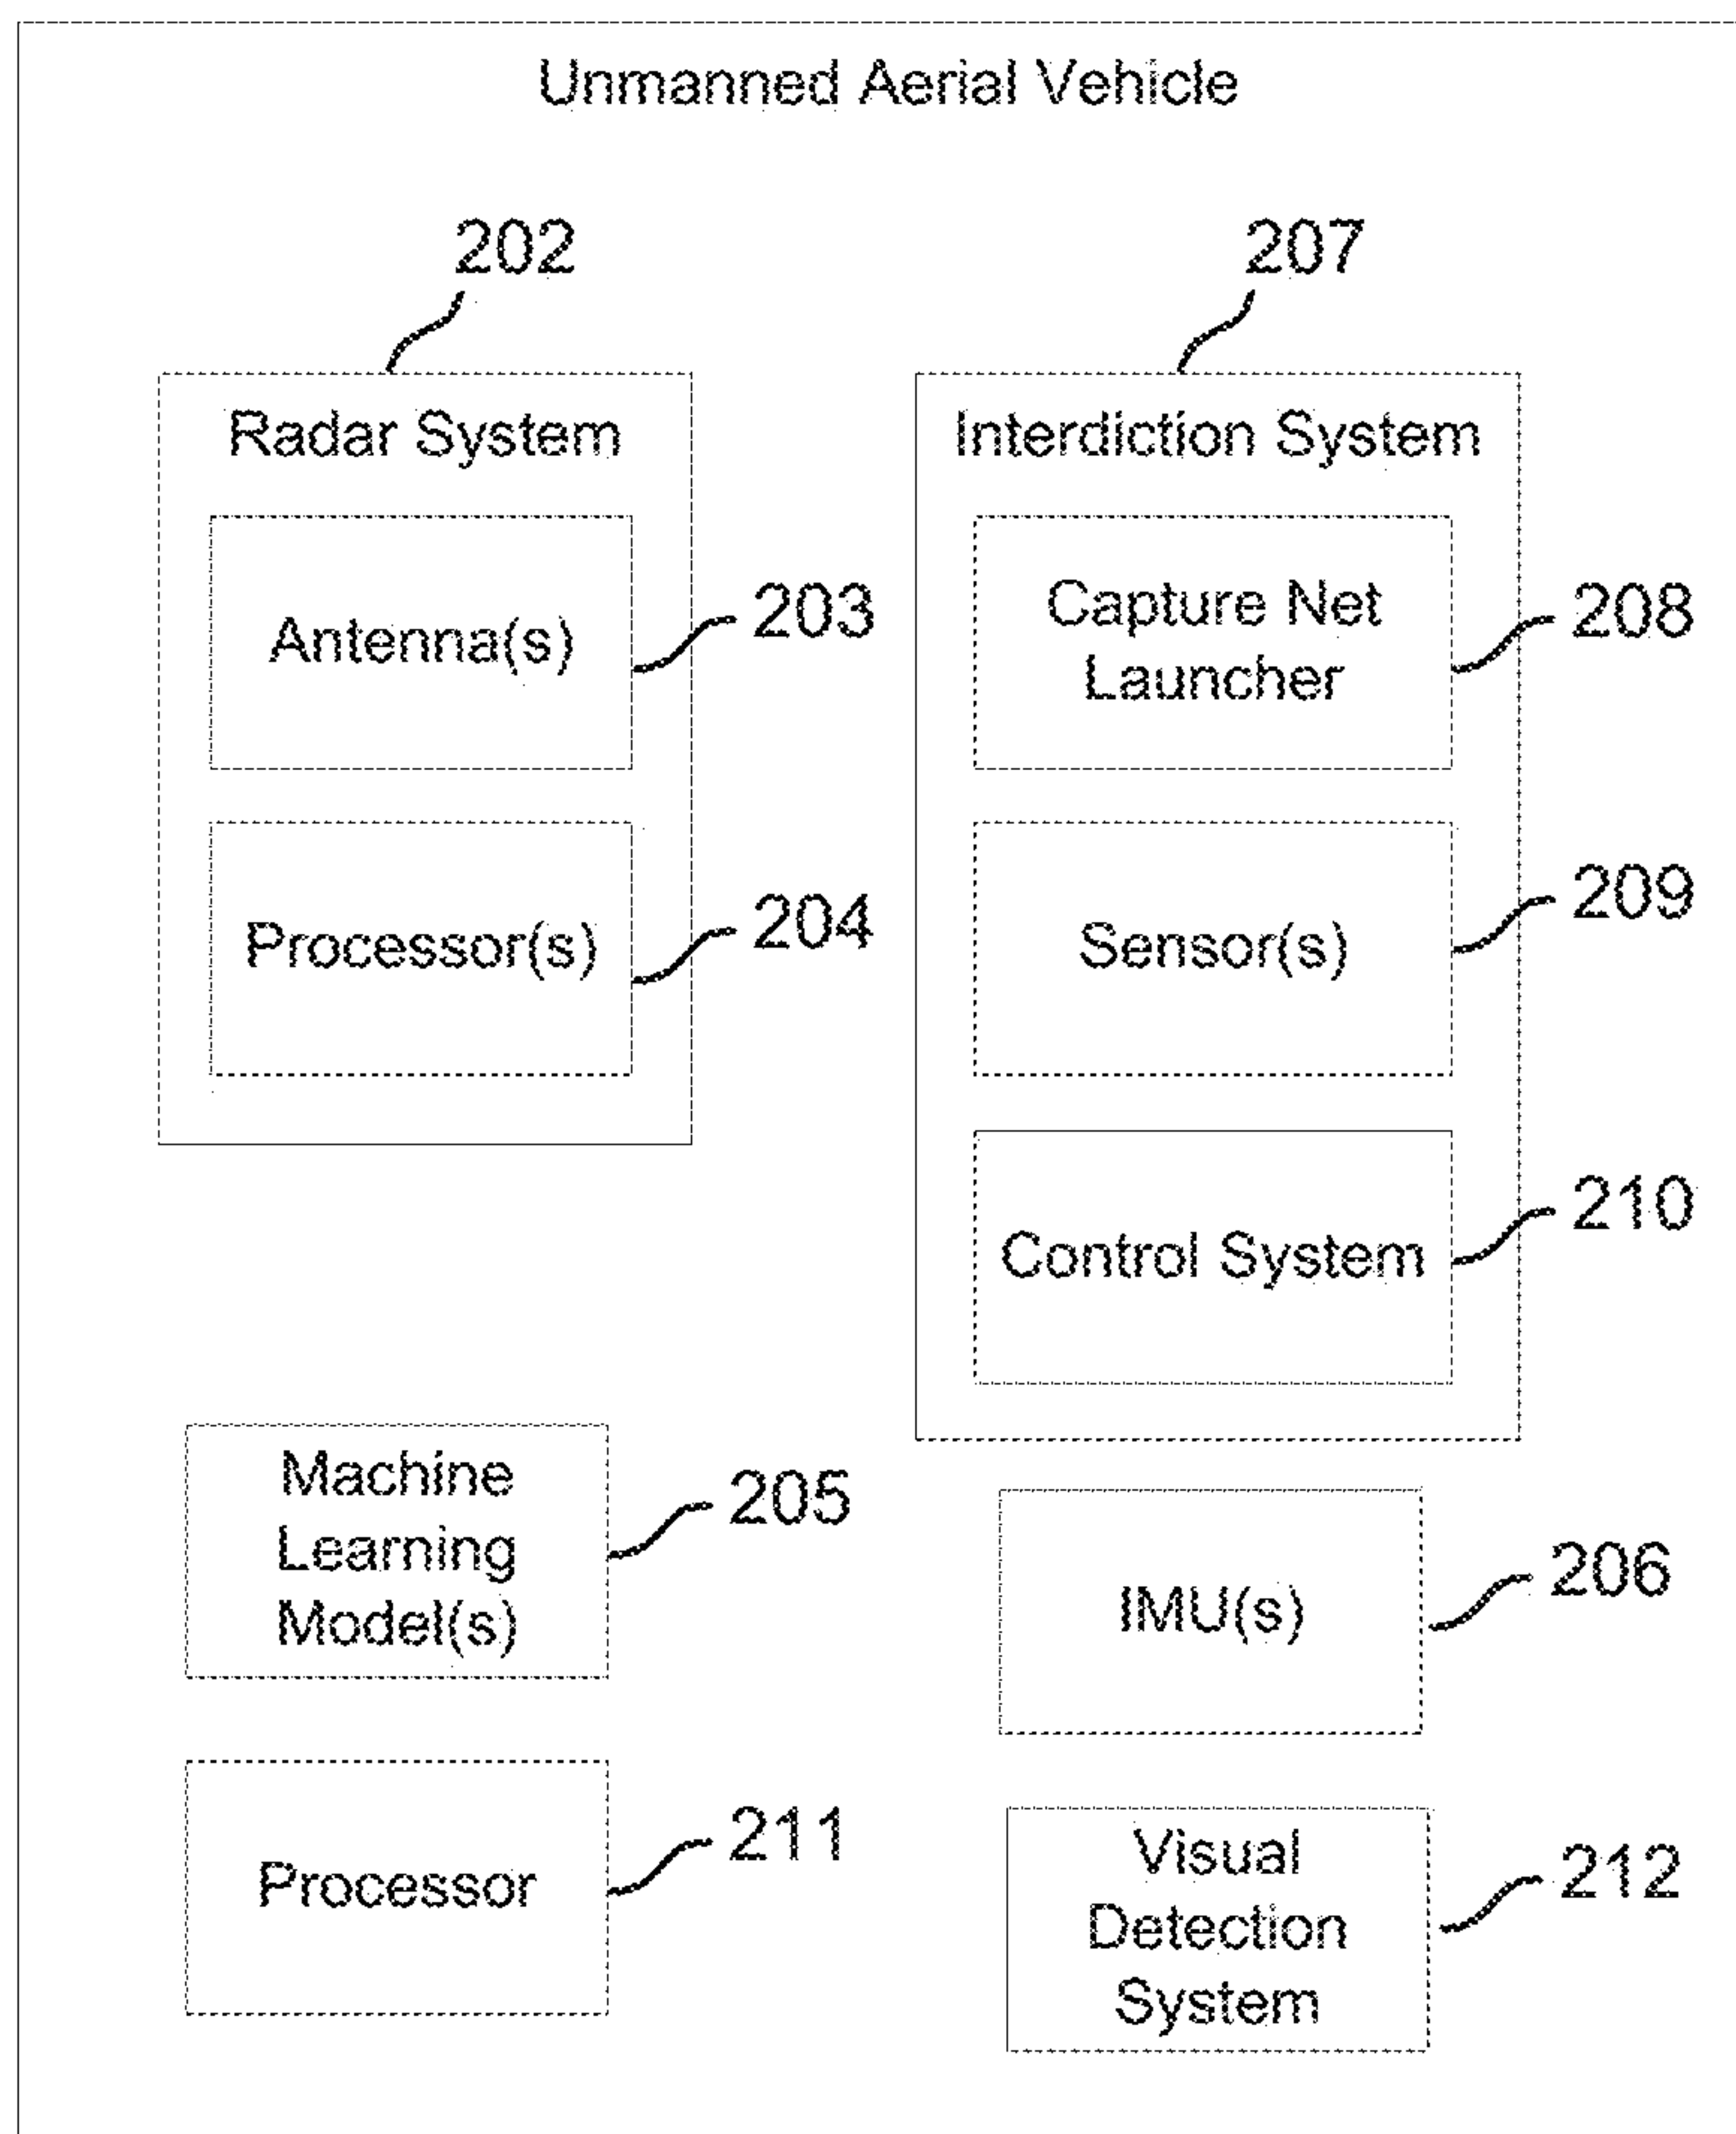 Unmanned Aerial Vehicle
202
Radar System
Antenna(s)
203
Processor(s)
204
207
Interdiction System
Capture Net
Launcher
208
Sensor(s)
209
Control System
210
Machine
Learning
Model(s)
205
IMU(s)
206
Processor
211
Visual
Detection
System
212